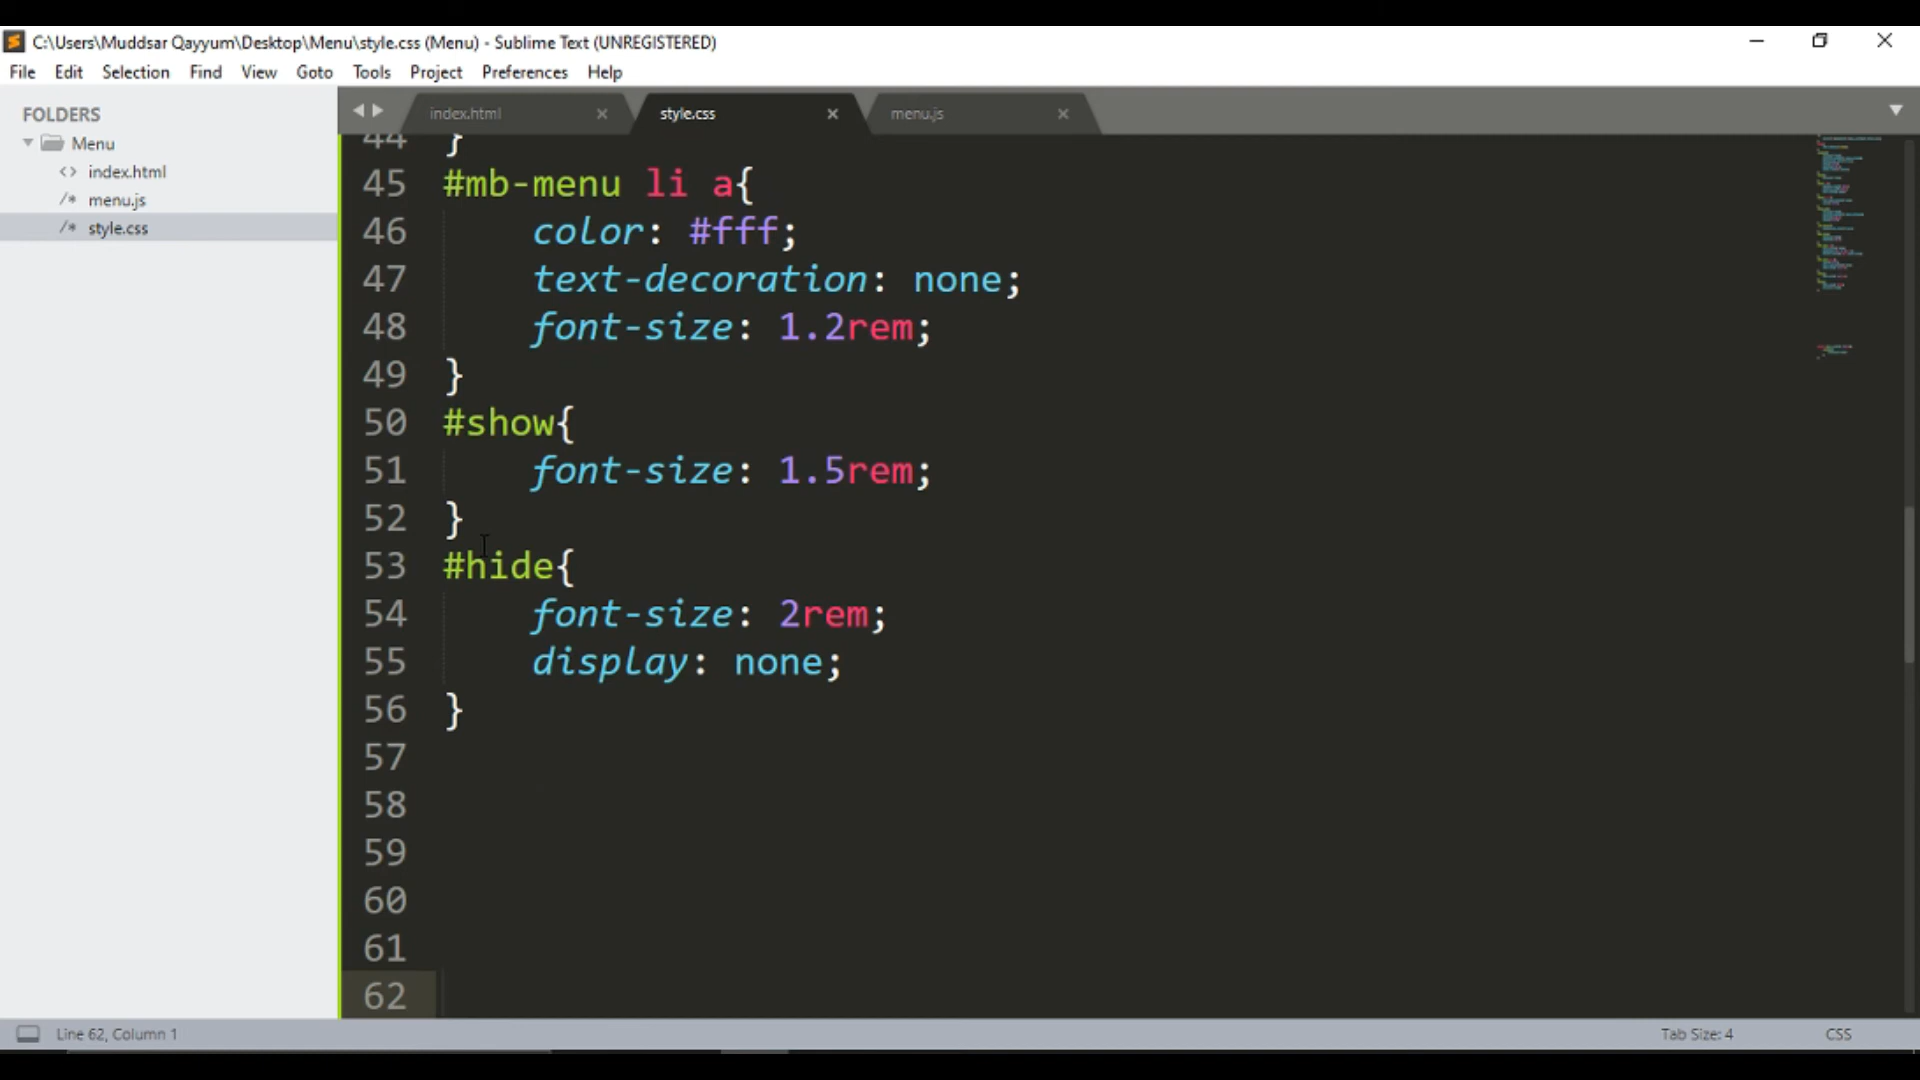 C:\Users\Muddsar Qayyum\Desktop\Menu\style.css (Menu) - Sublime Text (UNREGISTERED)
File Edit Selection Find View Goto Tools Project Preferences Help
FOLDERS
Menu
<> index.html
/* menu.js
/* style.css
index.html style.css menu.js
44 }
45 #mb-menu li a{
46 color: #fff;
47 text-decoration: none;
48 font-size: 1.2rem;
49 }
50 #show{
51 font-size: 1.5rem;
52 }
53 #hide{
54 font-size: 2rem;
55 display: none;
56 }
57
58
59
60
61
62
Line 62, Column 1 Tab Size: 4 CSS